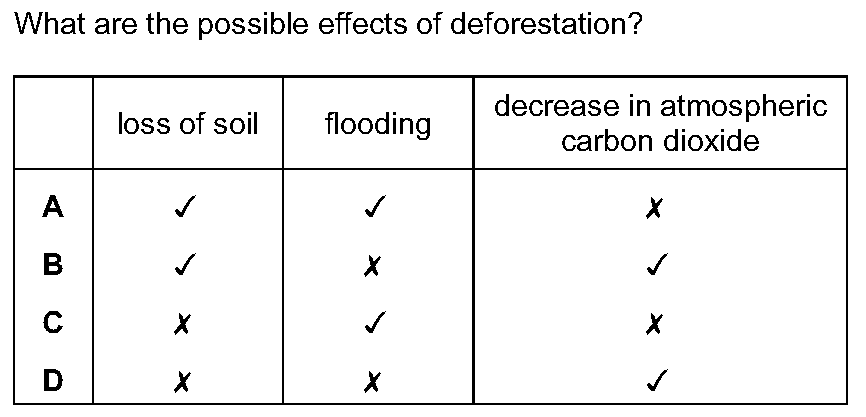 What are the possible effects of deforestation?
loss of soil flooding decrease in atmospheric
carbon dioxide
A ✓ ✓ ✗
B ✓ ✗ ✓
C ✗ ✓ ✗
D ✗ ✗ ✓